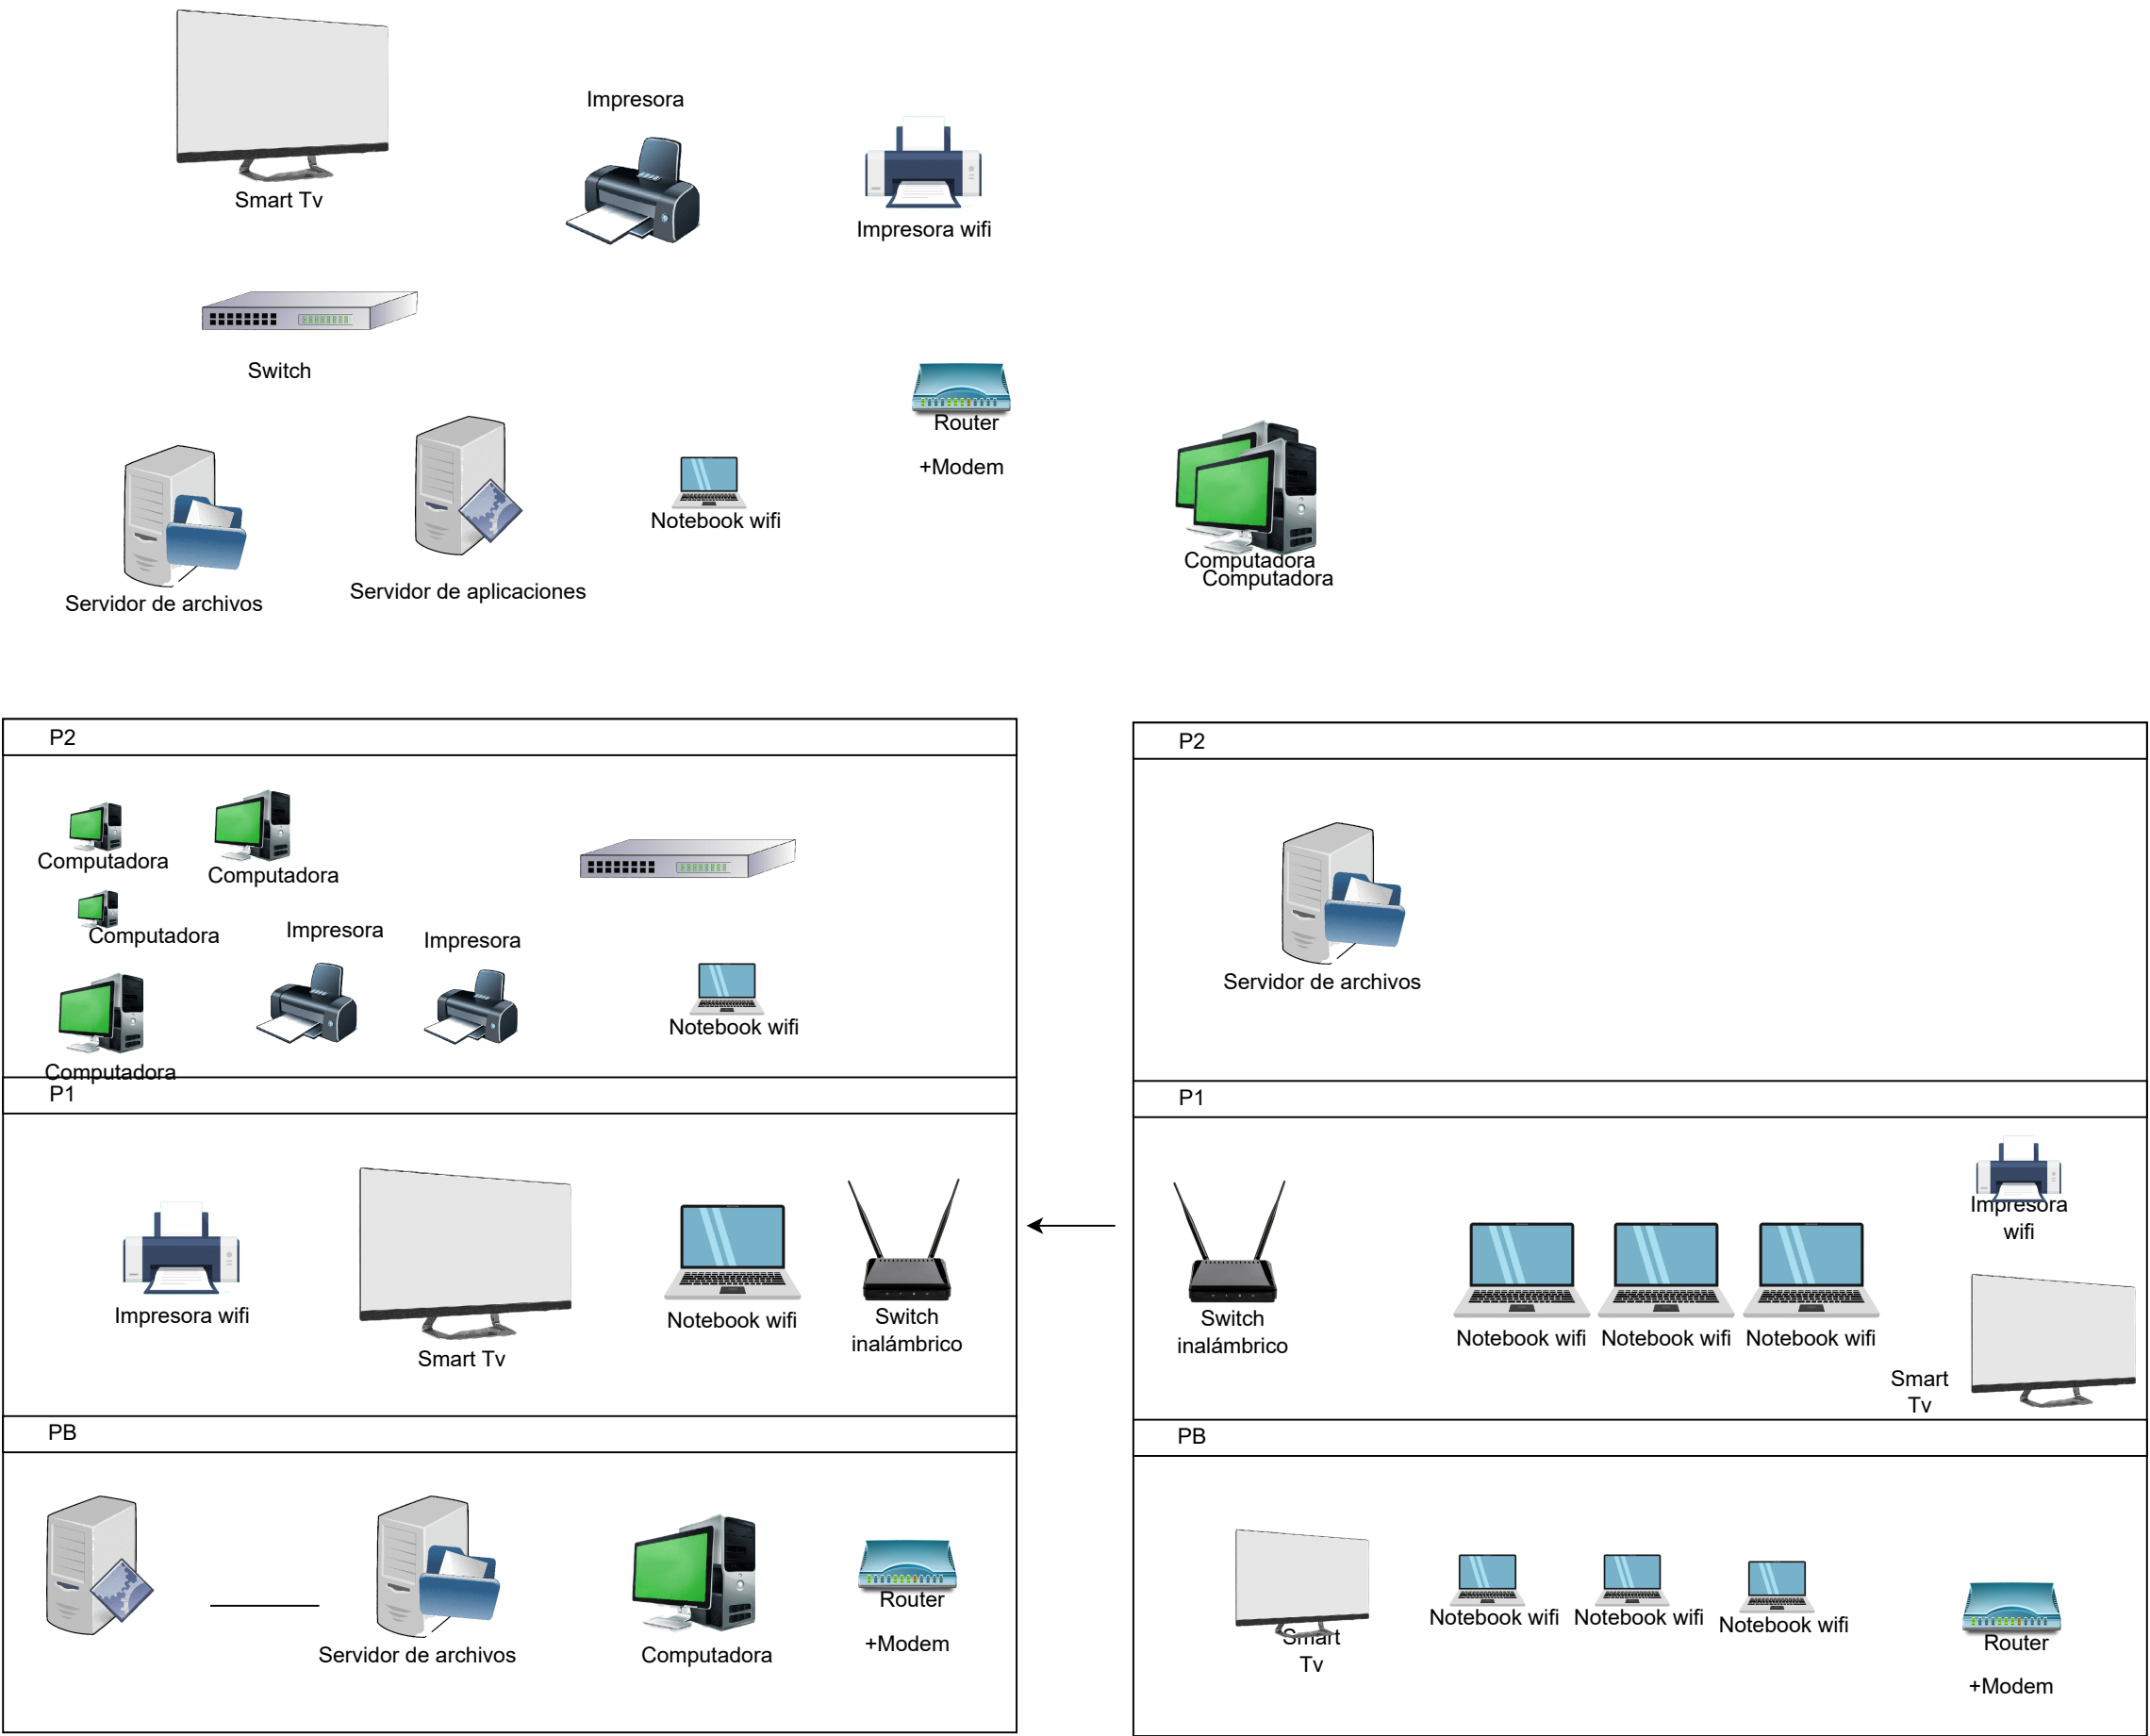 Impresora
Smart Tv
Impresora wifi
Switch
Router
+Modem
Notebook wifi
Computadora
Computadora
Servidor de archivos
Servidor de aplicaciones
P2
Computadora
Computadora
Computadora
Impresora
Impresora
Notebook wifi
Computadora
P1
Impresora wifi
Smart Tv
Notebook wifi
Switch
inalámbrico
PB
Servidor de archivos
Computadora
Router
+Modem
P2
Servidor de archivos
P1
Impresora
wifi
Switch
inalámbrico
Notebook wifi
Notebook wifi
Notebook wifi
Smart
Tv
PB
Smart
Tv
Notebook wifi
Notebook wifi
Notebook wifi
Router
+Modem